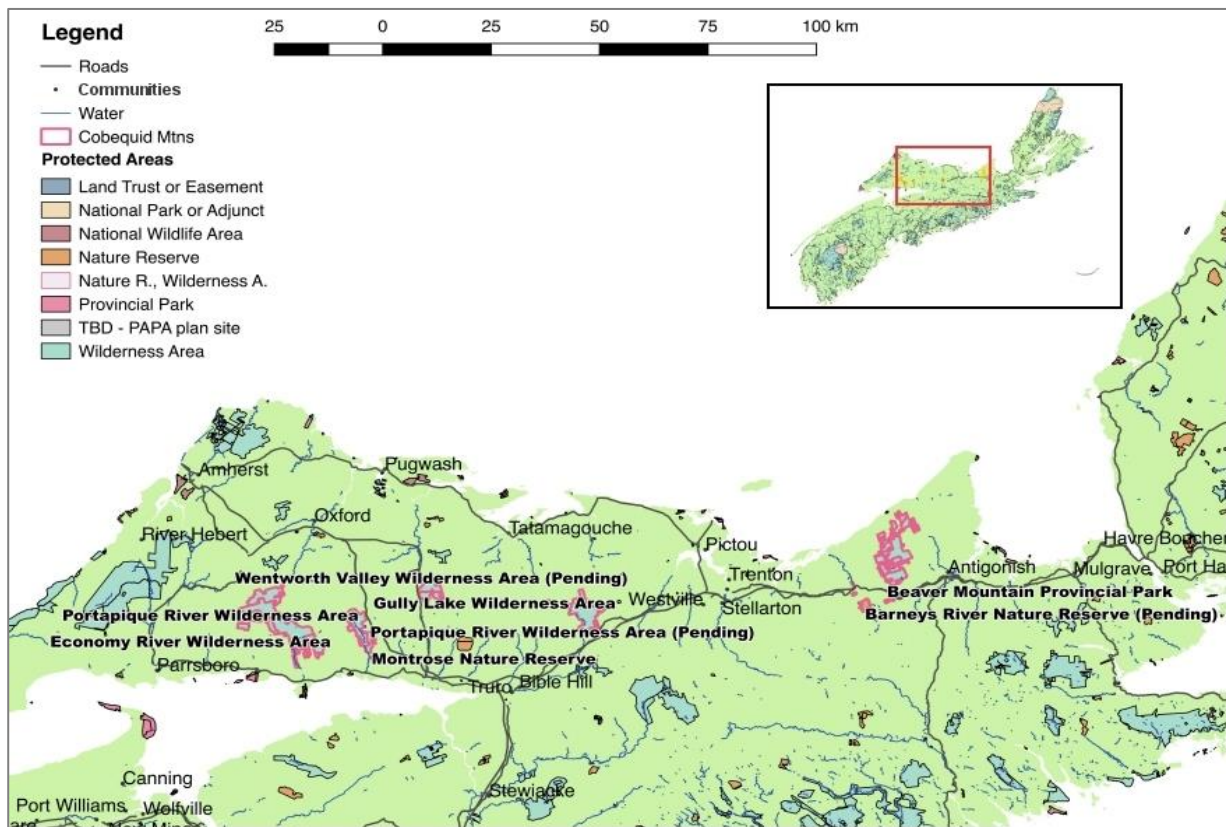 Legend
25 0 25 50 75 100 km
Roads
Communities
Water
Cobequid Mtns
Protected Areas
Land Trust or Easement
National Park or Adjunct
National Wildlife Area
Nature Reserve
Nature R., Wilderness A.
Provincial Park
TBD - PAPA plan site
Wilderness Area
Amherst
Pugwash
Oxford
Tatamagouche
River Hebert
Pictou
Havre Boucher
Trenton
Antigonish
Mulgrave
Port Ha
Wentworth Valley Wilderness Area (Pending)
Beaver Mountain Provincial Park
Gully Lake Wilderness Area
Westville
Stellarton
Portapique River Wilderness Area
Barneys River Nature Reserve (Pending)
Portapique River Wilderness Area (Pending)
Economy River Wilderness Area
Parrsboro
Montrose Nature Reserve
Truro
Bible Hill
Canning
Stewiacke
Port Williams
Wolfville